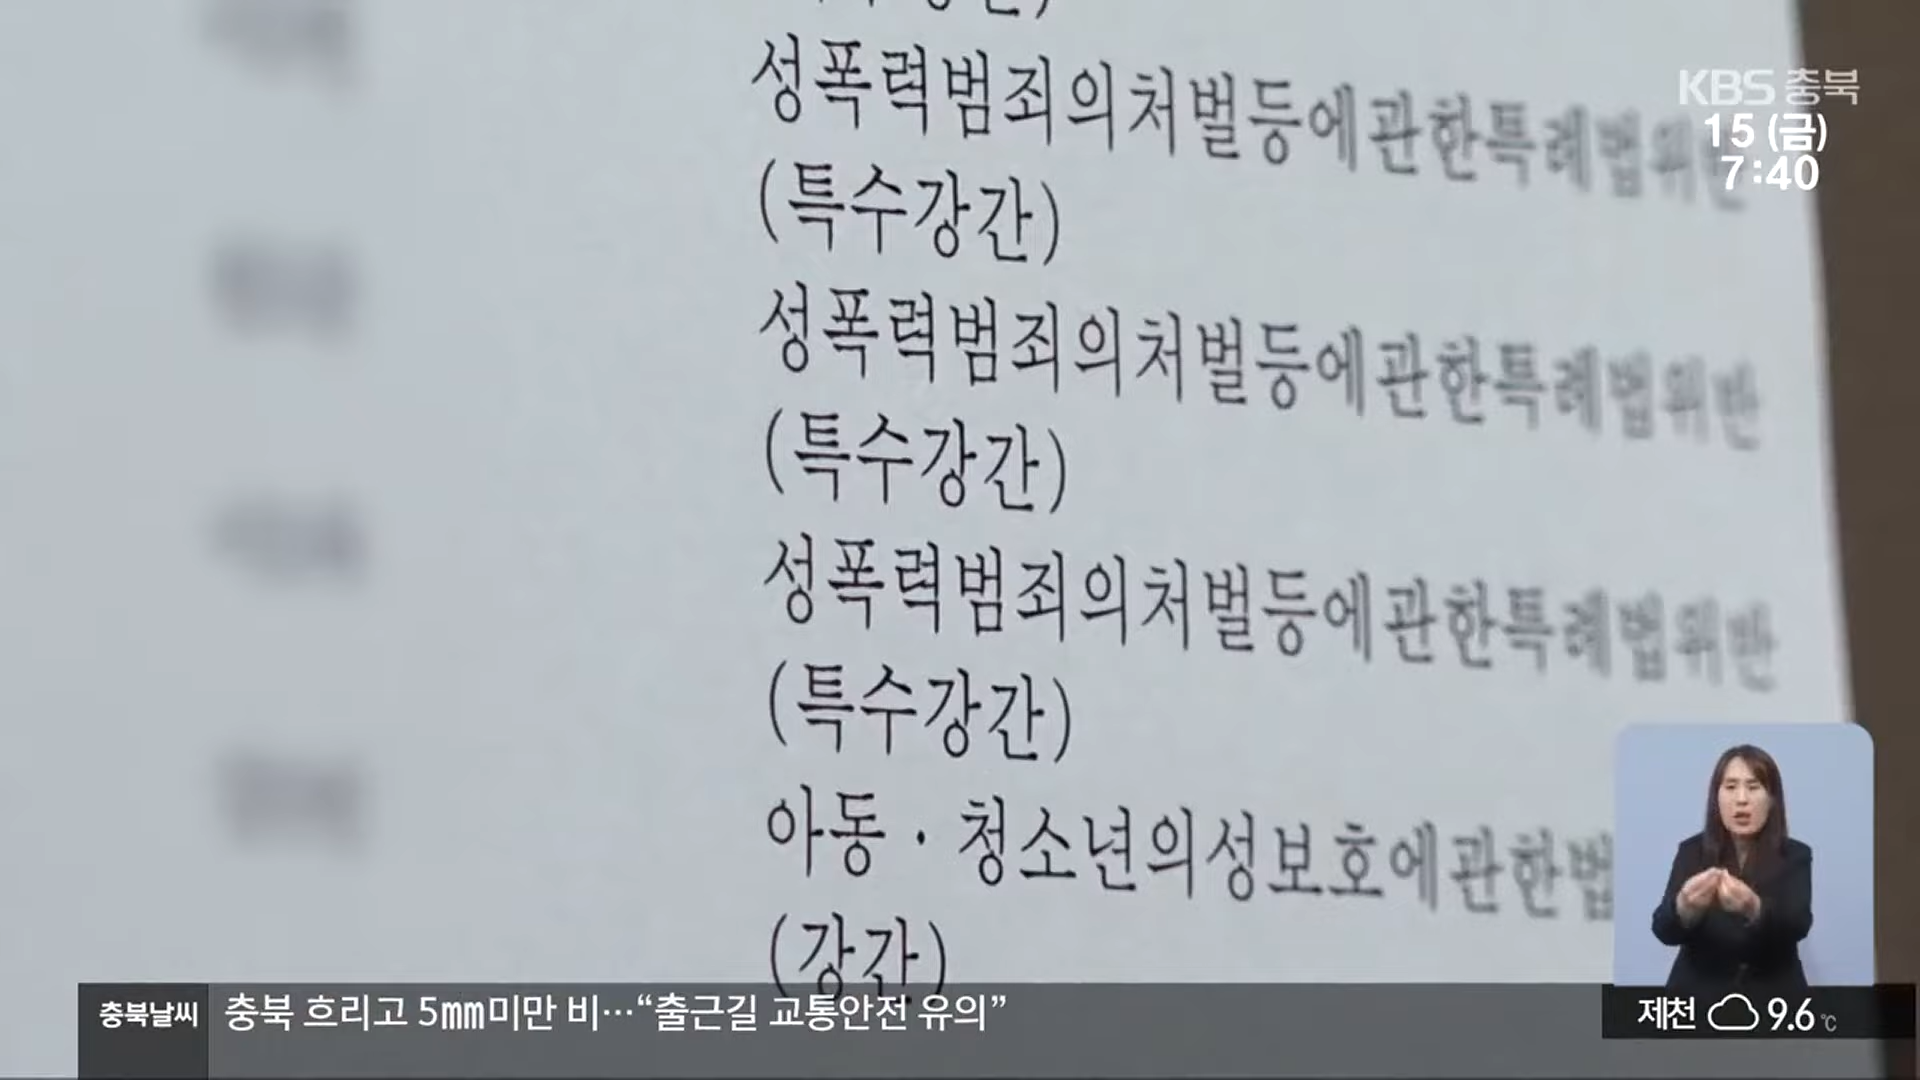 (특수강간)
성폭력범죄의처벌등에관한특례법위반
(특수강간)
성폭력범죄의처벌등에관한특례법위반
(특수강간)
성폭력범죄의처벌등에관한특례법위반
(특수강간)
아동·청소년의성보호에관한법
(강간)
KBS 충북
15 (금)
7:40
충북날씨
충북 흐리고 5㎜미만 비…“출근길 교통안전 유의”
제천 9.6℃